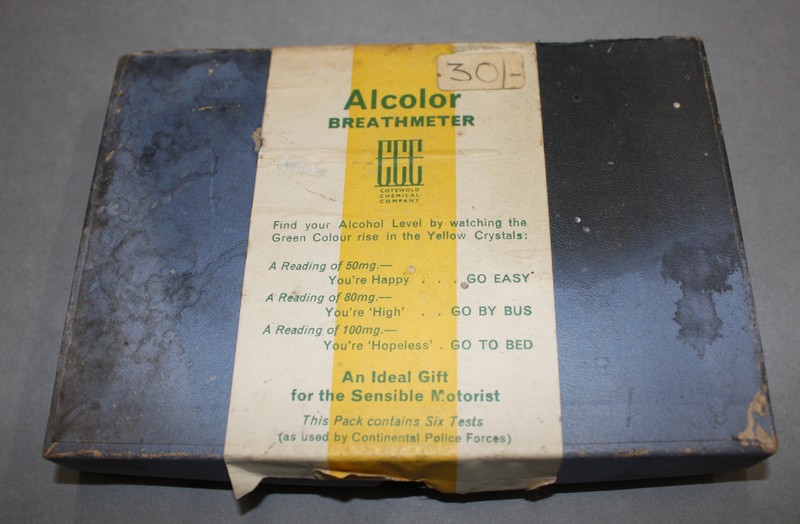 30/-
Alcolor
BREATHMETER
CCC
COTSWOLD
CHEMICAL
COMPANY
Find your Alcohol Level by watching the
Green Colour rise in the Yellow Crystals:
A Reading of 50mg.—
You're Happy . . . . GO EASY
A Reading of 80mg.—
You're 'High' . . GO BY BUS
A Reading of 100mg.—
You're 'Hopeless' . GO TO BED
An Ideal Gift
for the Sensible Motorist
This Pack contains Six Tests
(as used by Continental Police Forces)